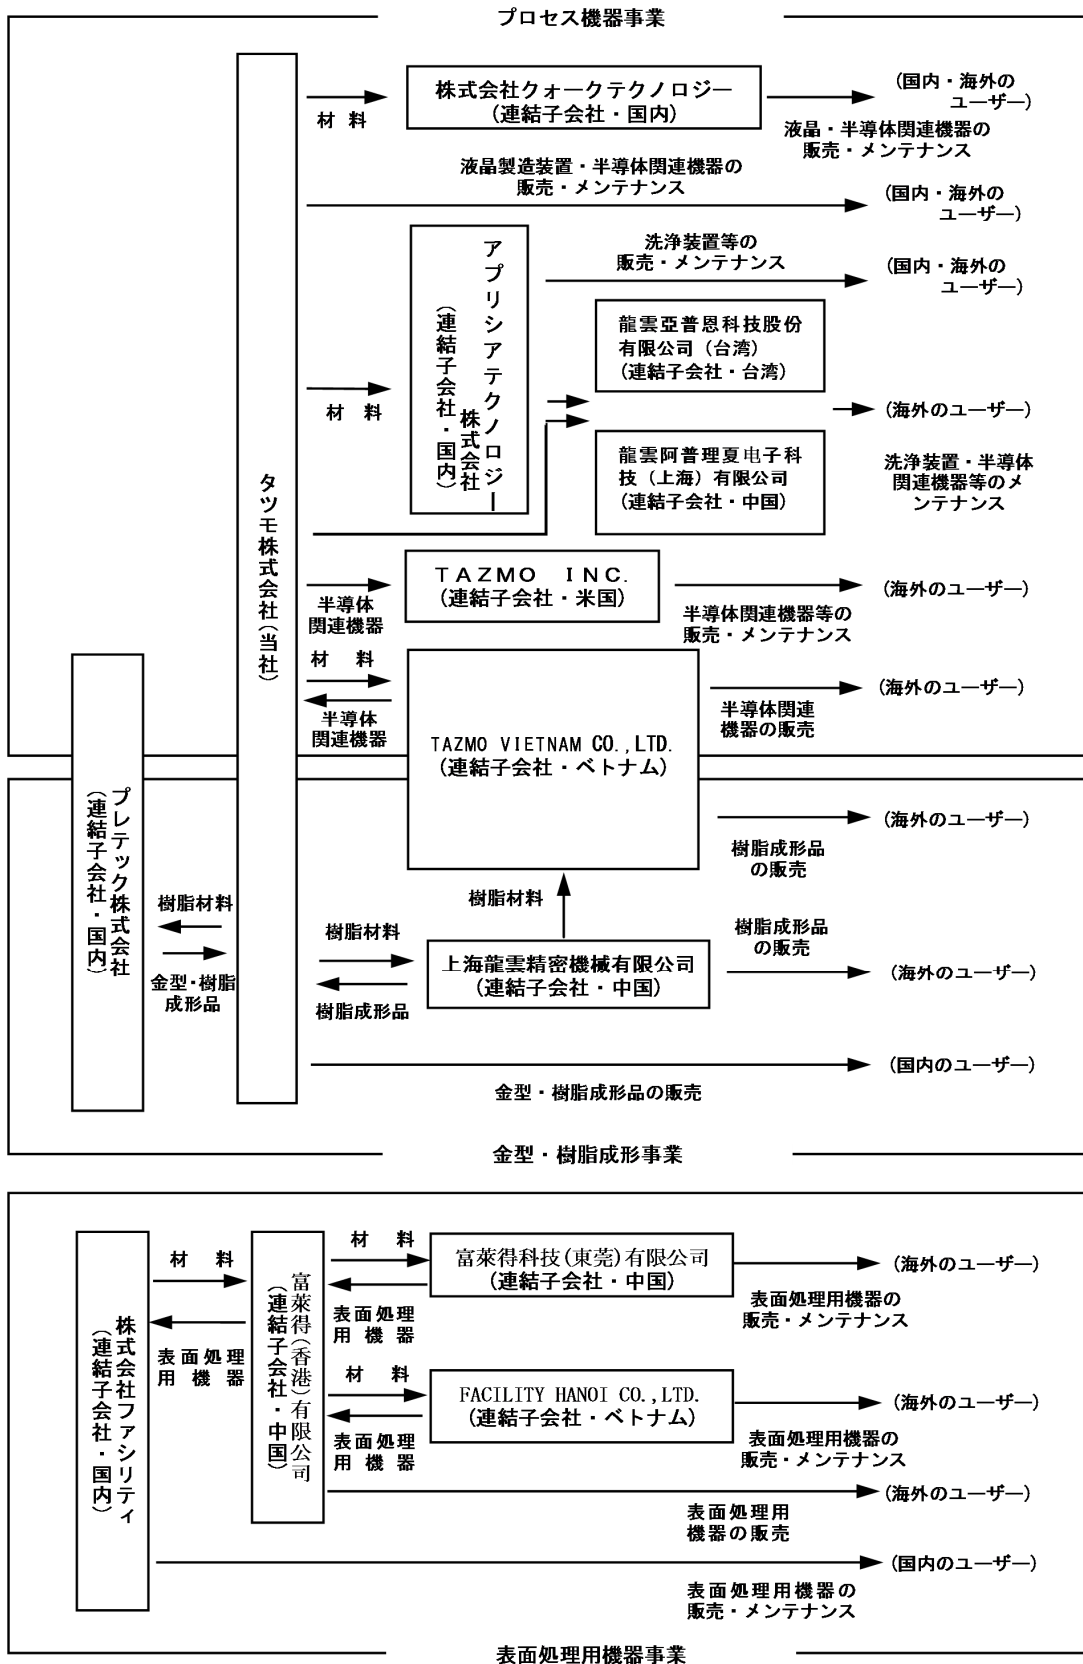 プロセス機器事業
タツモ株式会社(当社)
材 料
株式会社クォークテクノロジー
(連結子会社・国内)
(国内・海外の
ユーザー)
液晶・半導体関連機器の
販売・メンテナンス
液晶製造装置・半導体関連機器の
販売・メンテナンス
(国内・海外の
ユーザー)
材 料
アプリシアテクノロジー
株式会社
(連結子会社・国内)
洗浄装置等の
販売・メンテナンス
(国内・海外の
ユーザー)
龍雲亞普恩科技股份
有限公司(台湾)
(連結子会社・台湾)
龍雲阿普理夏电子科
技(上海)有限公司
(連結子会社・中国)
(海外のユーザー)
洗浄装置・半導体
関連機器等のメ
ンテナンス
半導体
関連機器
TAZMO INC.
(連結子会社・米国)
半導体関連機器等の
販売・メンテナンス
(海外のユーザー)
材 料
半導体
関連機器
TAZMO VIETNAM CO.,LTD.
(連結子会社・ベトナム)
半導体関連
機器の販売
(海外のユーザー)
樹脂成形品
の販売
(海外のユーザー)
プレテック株式会社
(連結子会社・国内)
樹脂材料
金型・樹脂
成形品
樹脂材料
樹脂材料
樹脂成形品
上海龍雲精密機械有限公司
(連結子会社・中国)
樹脂成形品
の販売
(海外のユーザー)
金型・樹脂成形品の販売
(国内のユーザー)
金型・樹脂成形事業
株式会社ファシリティ
(連結子会社・国内)
材 料
表面処理
用機器
富萊得(香港)有限公司
(連結子会社・中国)
材 料
表面処理
用機器
富萊得科技(東莞)有限公司
(連結子会社・中国)
(海外のユーザー)
表面処理用機器の
販売・メンテナンス
材 料
表面処理
用機器
FACILITY HANOI CO.,LTD.
(連結子会社・ベトナム)
(海外のユーザー)
表面処理用機器の
販売・メンテナンス
(海外のユーザー)
表面処理用
機器の販売
(国内のユーザー)
表面処理用機器の
販売・メンテナンス
表面処理用機器事業